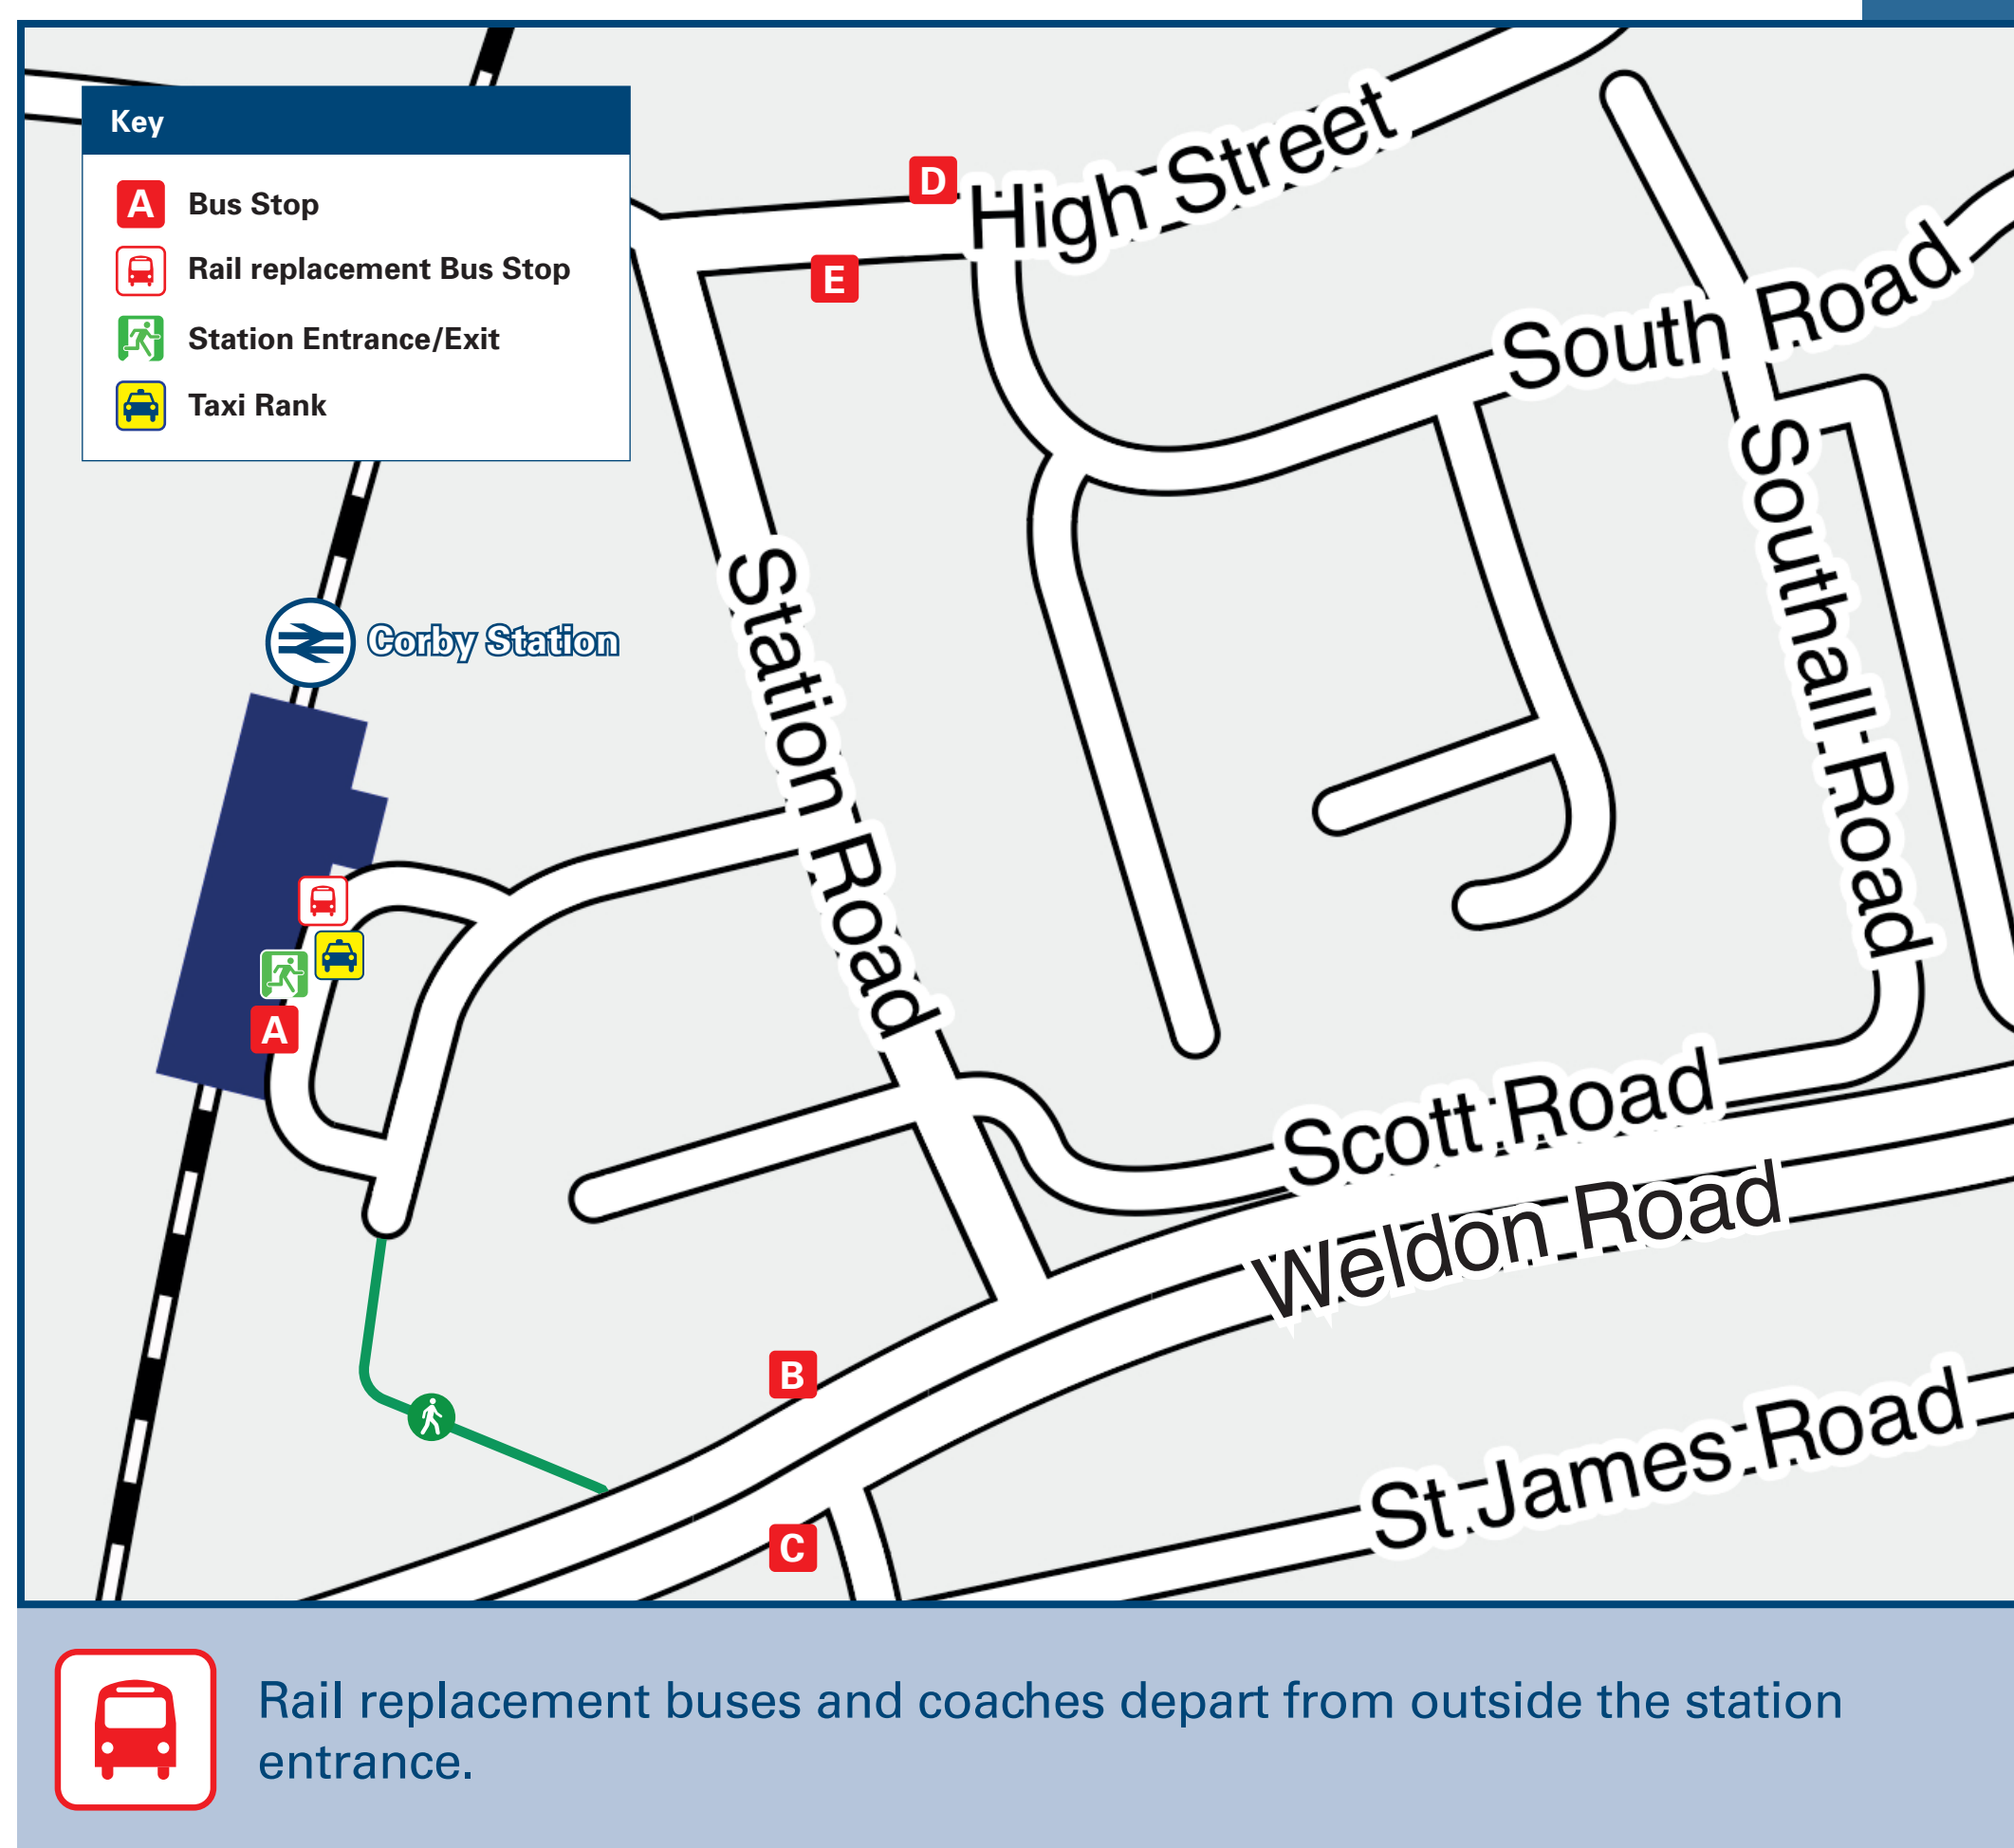 Key
A Bus Stop
Rail replacement Bus Stop
Station Entrance/Exit
Taxi Rank
D
High Street
E
South Road
Southall Road
Station Road
Corby Station
A
Scott Road
Weldon Road
B
St James Road
C
Rail replacement buses and coaches depart from outside the station
entrance.